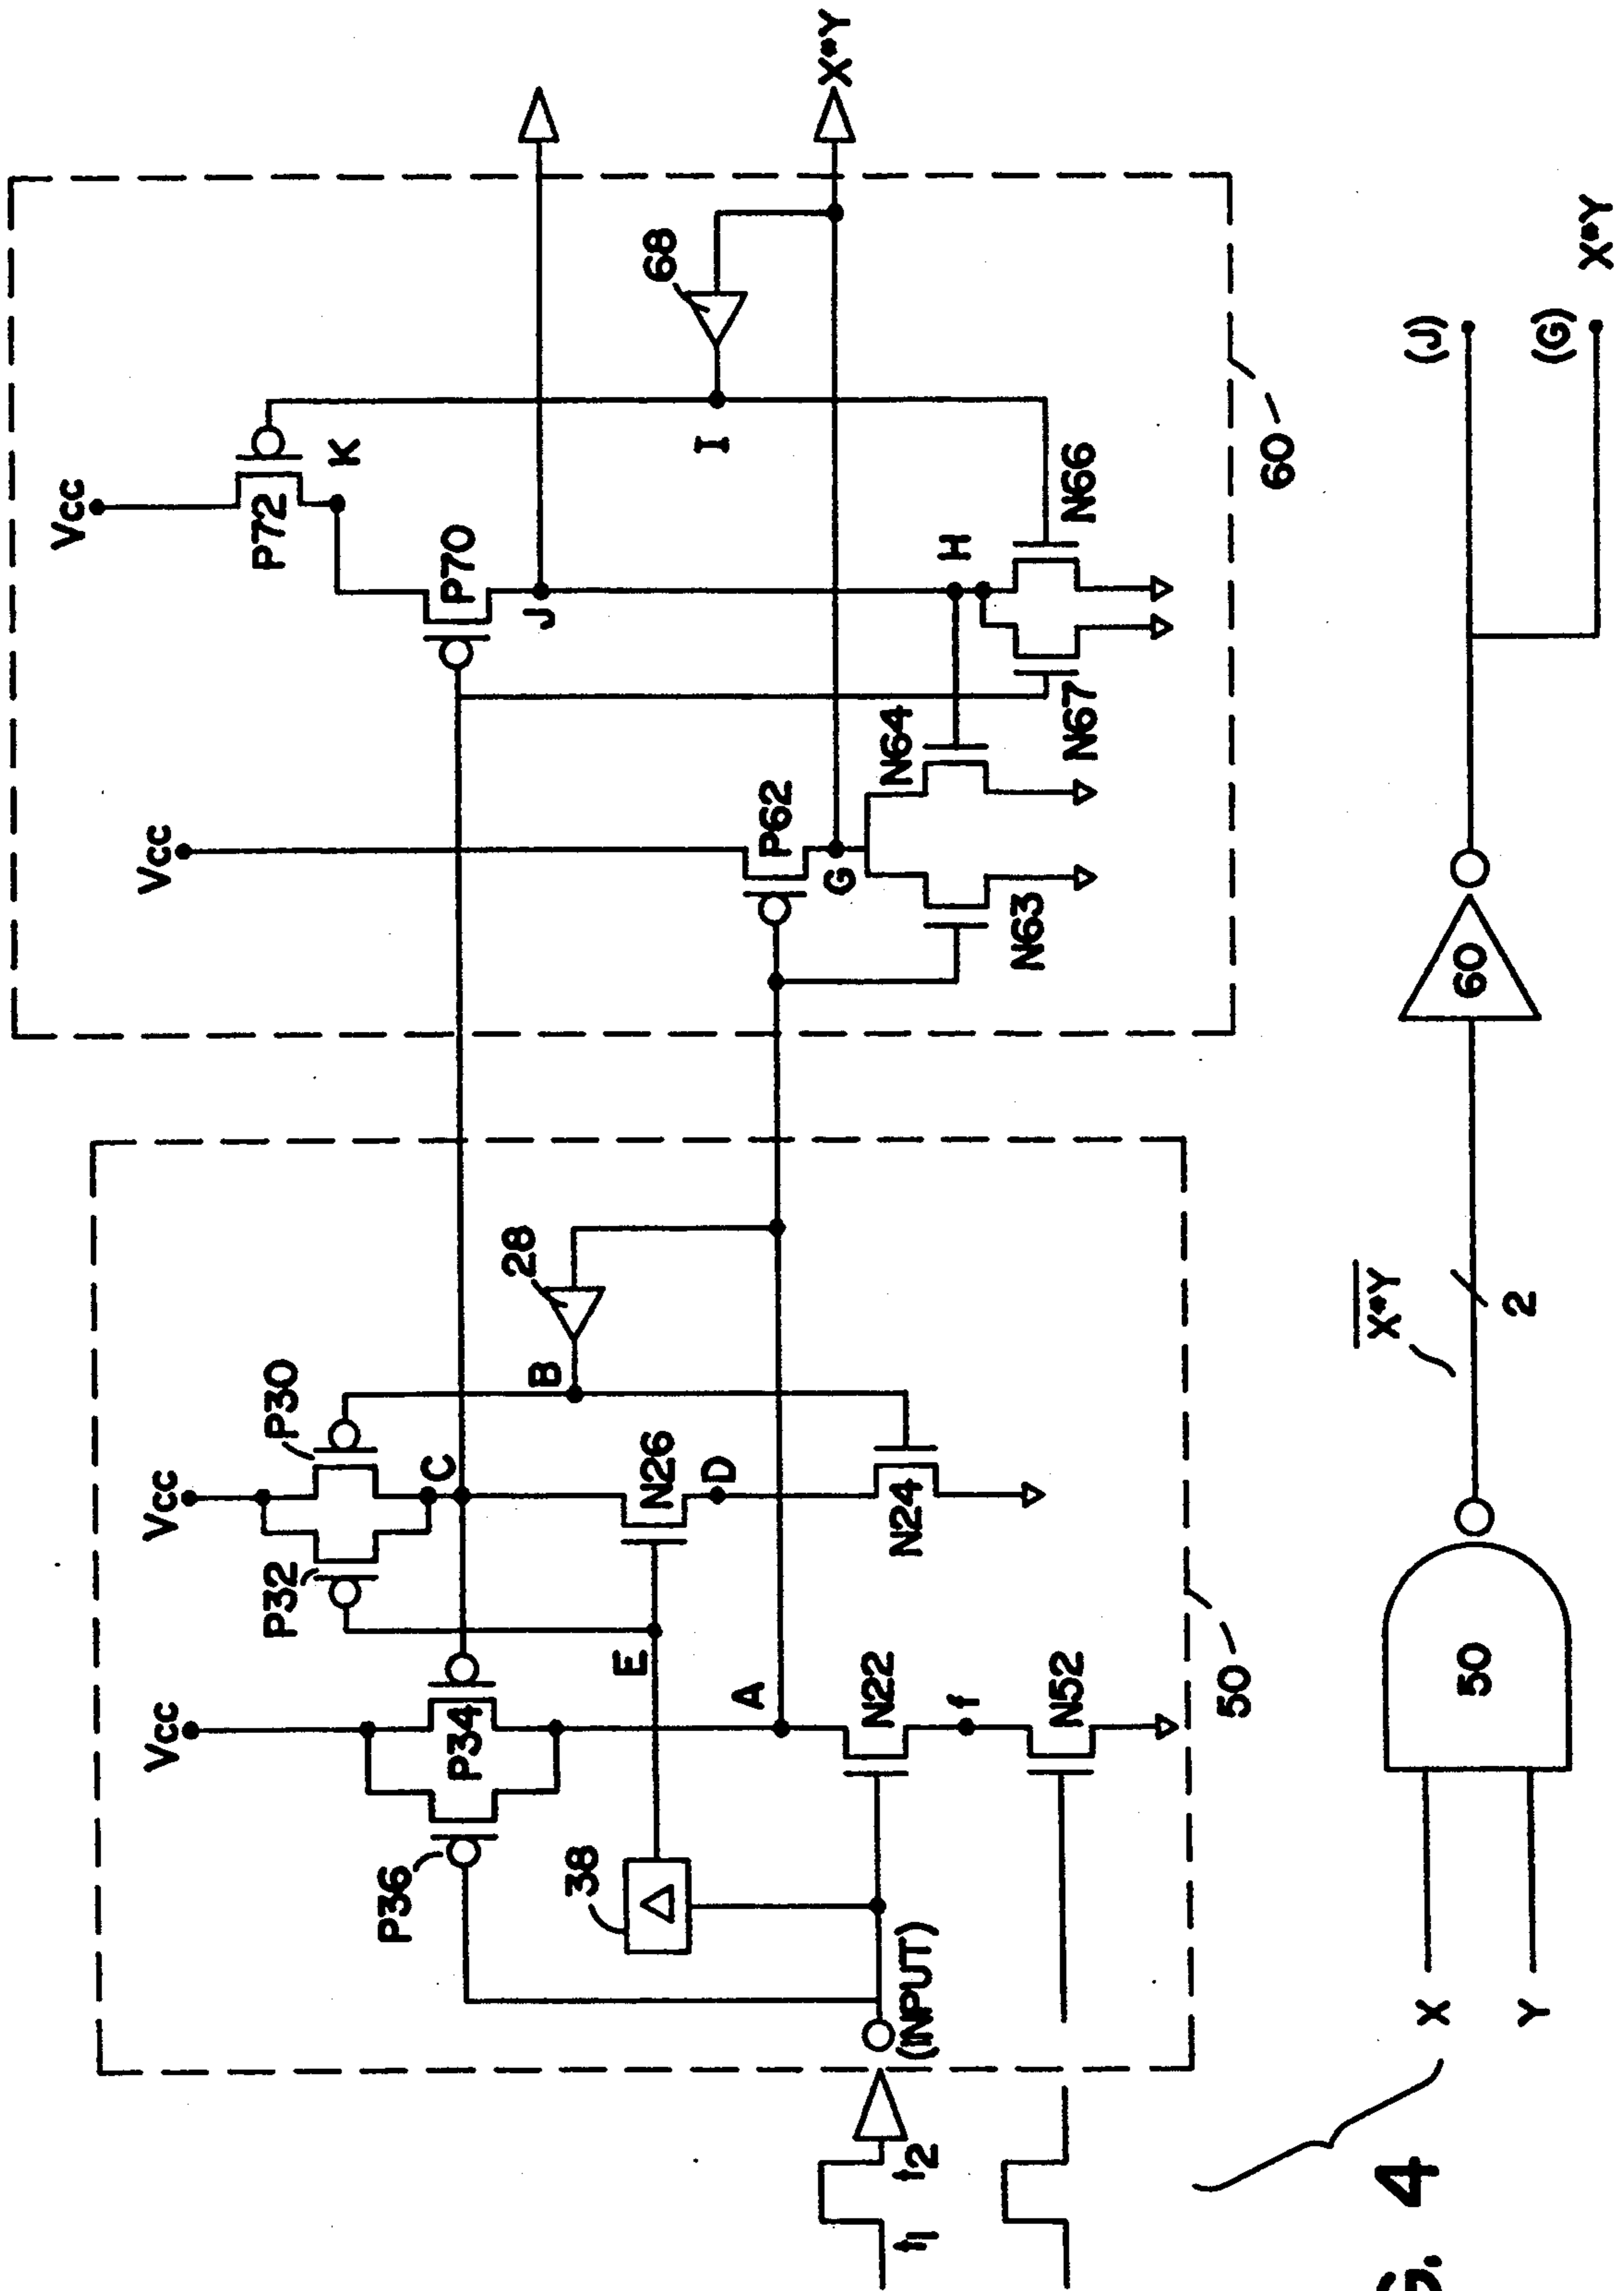 Vcc
Vcc
Vcc
Vcc
P36
P34
P32
P30
C
38
E
N26
D
B
28
A
N22
f
N52
N24
(INPUT)
t1
t2
50
P72
K
P70
J
P62
G
N63
N64
N67
H
N66
I
68
X*Y
60
X
Y
50
X*Y
2
60
(J)
(G)
X*Y
4